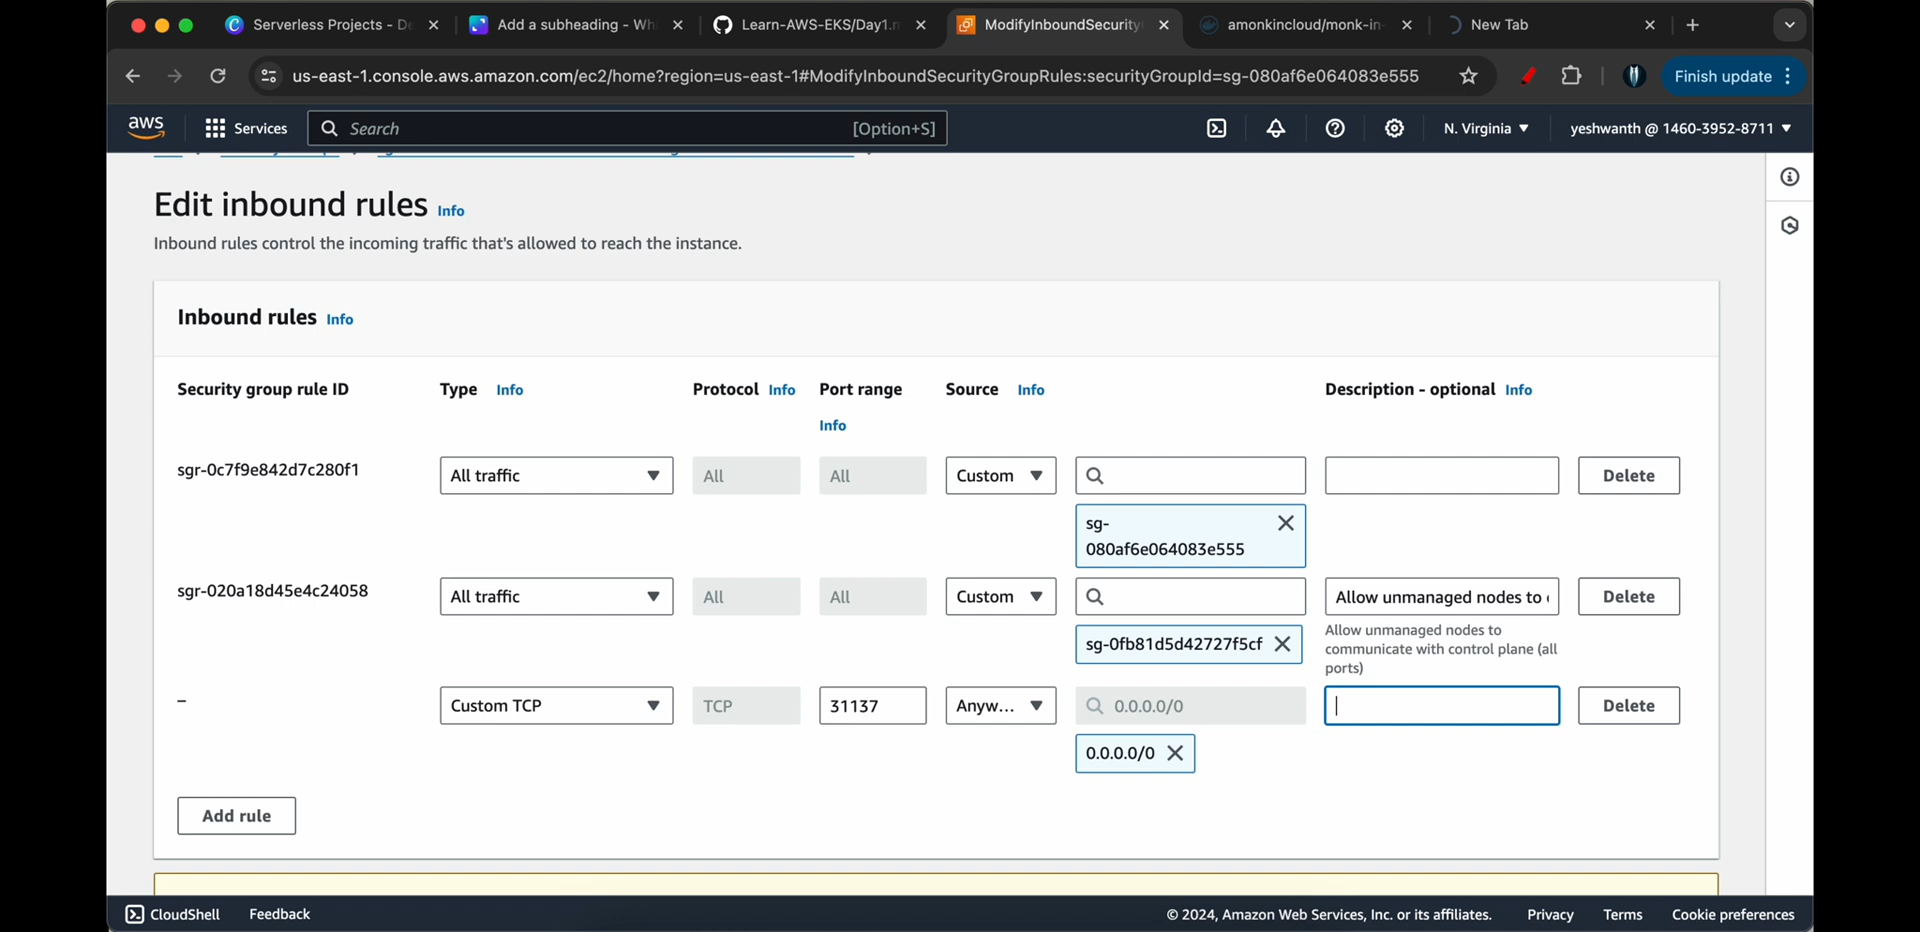 Serverless Projects - De
Add a subheading - Wh
Learn-AWS-EKS/Day1.m
ModifyInboundSecurity
amonkincloud/monk-in-
New Tab
us-east-1.console.aws.amazon.com/ec2/home?region=us-east-1#ModifyInboundSecurityGroupRules:securityGroupId=sg-080af6e064083e555
Finish update
aws
Services
Search
[Option+S]
N. Virginia
yeshwanth @ 1460-3952-8711
Edit inbound rules Info
Inbound rules control the incoming traffic that's allowed to reach the instance.
Inbound rules Info
Security group rule ID
Type Info
Protocol Info
Port range
Info
Source Info
Description - optional Info
sgr-0c7f9e842d7c280f1
All traffic
All
All
Custom
Delete
sg-
080af6e064083e555
sgr-020a18d45e4c24058
All traffic
All
All
Custom
Allow unmanaged nodes to
Delete
sg-0fb81d5d42727f5cf
Allow unmanaged nodes to
communicate with control plane (all
ports)
–
Custom TCP
TCP
31137
Anyw...
0.0.0.0/0
Delete
0.0.0.0/0
Add rule
CloudShell
Feedback
© 2024, Amazon Web Services, Inc. or its affiliates.
Privacy
Terms
Cookie preferences